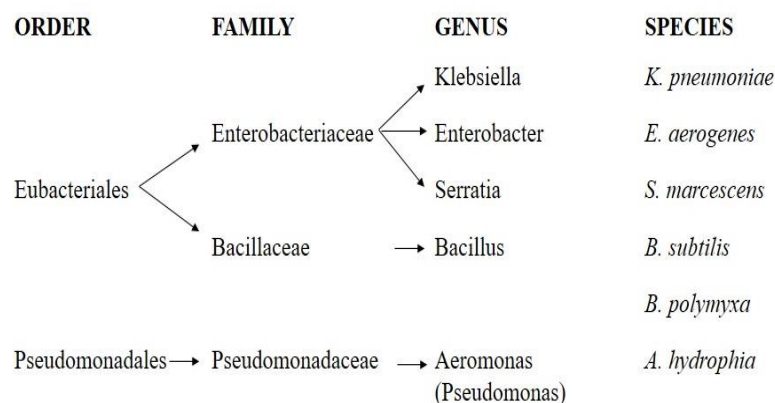 ORDER FAMILY GENUS SPECIES
Klebsiella K. pneumoniae
Enterobacteriaceae Enterobacter E. aerogenes
Eubacteriales Serratia S. marcescens
Bacillaceae Bacillus B. subtilis
B. polymyxa
Pseudomonadales Pseudomonadaceae Aeromonas A. hydrophia
(Pseudomonas)